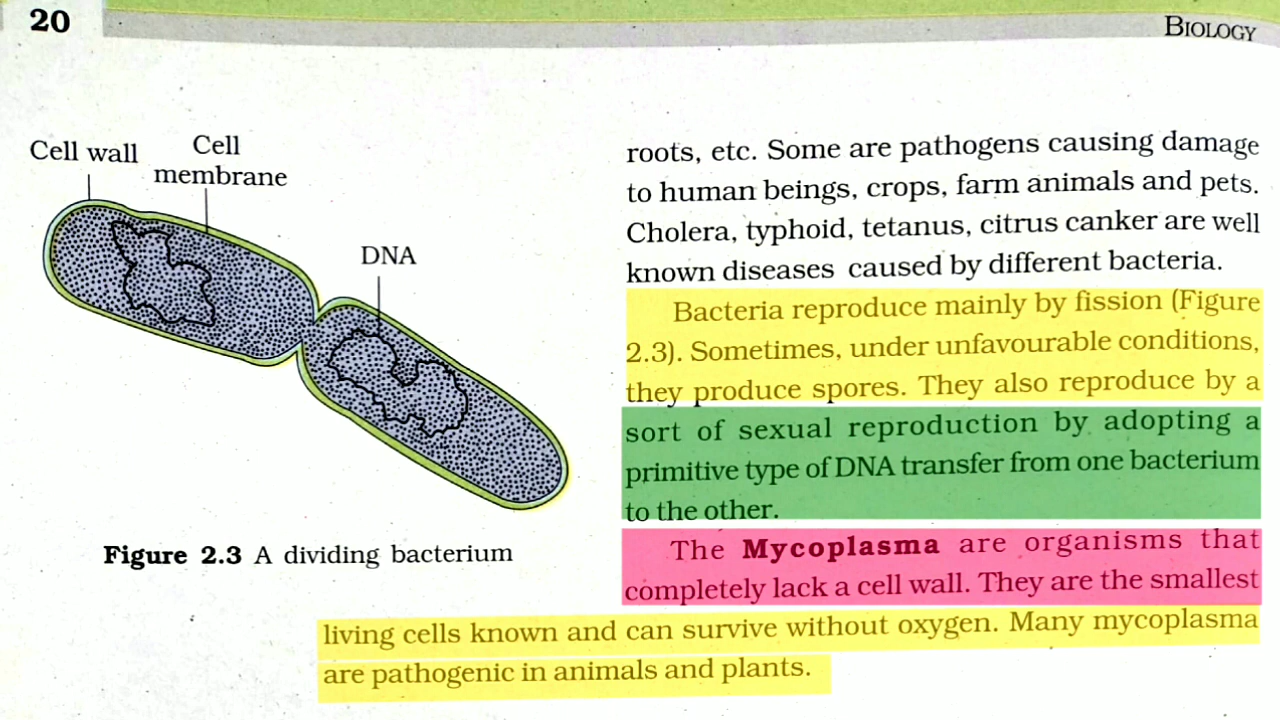 20
BIOLOGY
Cell wall
Cell
membrane
DNA
Figure 2.3 A dividing bacterium
roots, etc. Some are pathogens causing damage
to human beings, crops, farm animals and pets.
Cholera, typhoid, tetanus, citrus canker are well
known diseases caused by different bacteria.
Bacteria reproduce mainly by fission (Figure
2.3). Sometimes, under unfavourable conditions,
they produce spores. They also reproduce by a
sort of sexual reproduction by adopting a
primitive type of DNA transfer from one bacterium
to the other.
The Mycoplasma are organisms that
completely lack a cell wall. They are the smallest
living cells known and can survive without oxygen. Many mycoplasma
are pathogenic in animals and plants.